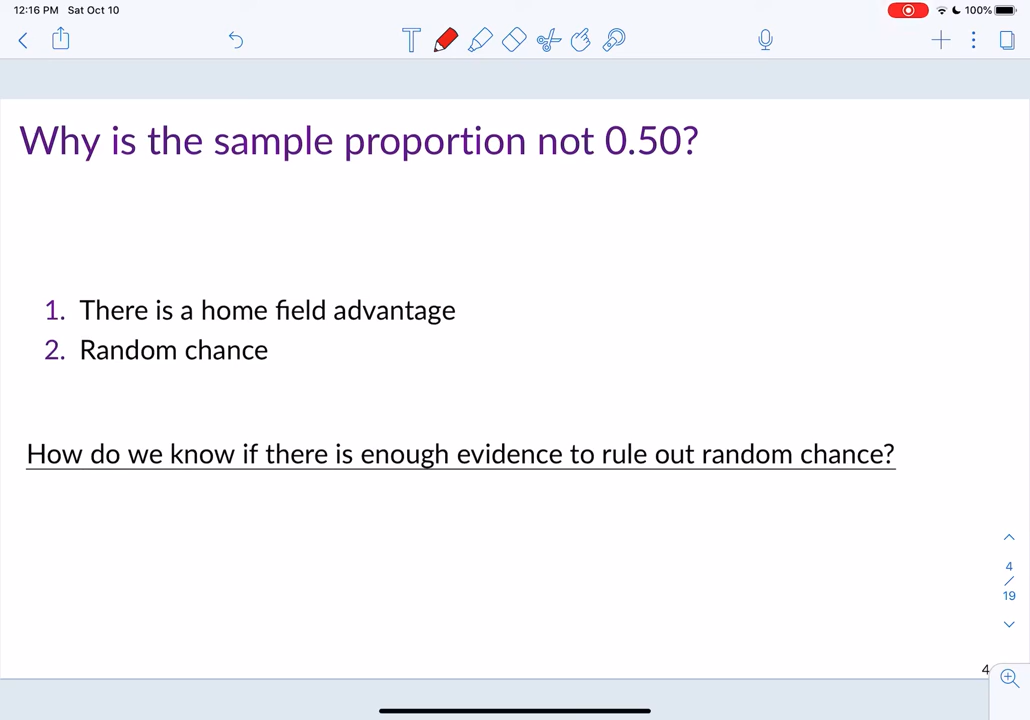 12:16 PM Sat Oct 10
100%
Why is the sample proportion not 0.50?
1. There is a home field advantage
2. Random chance
How do we know if there is enough evidence to rule out random chance?
4
/
19
4